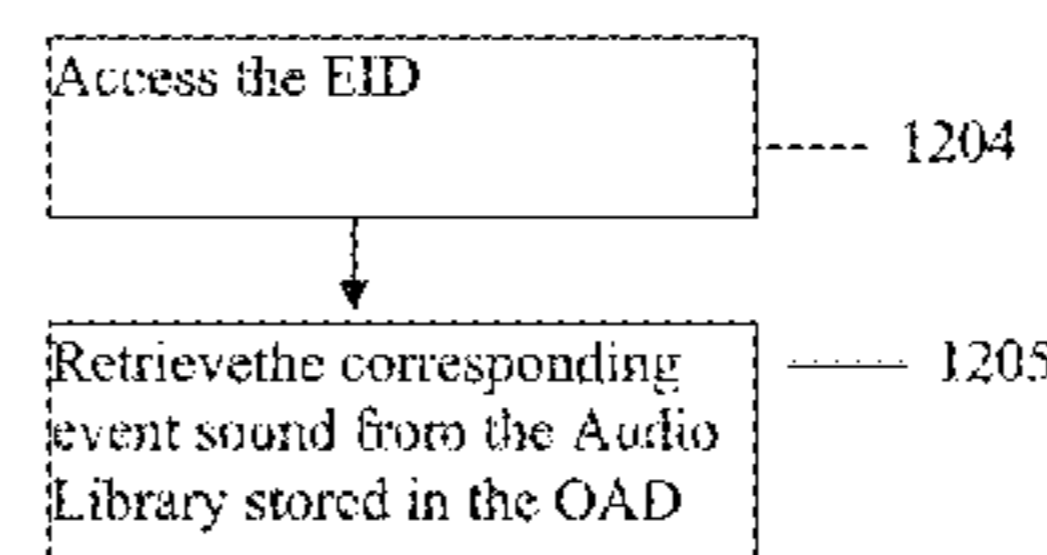 Access the EID
1204
Retrievethe corresponding
1205
event sound from the Audio
Library stored in the OAD